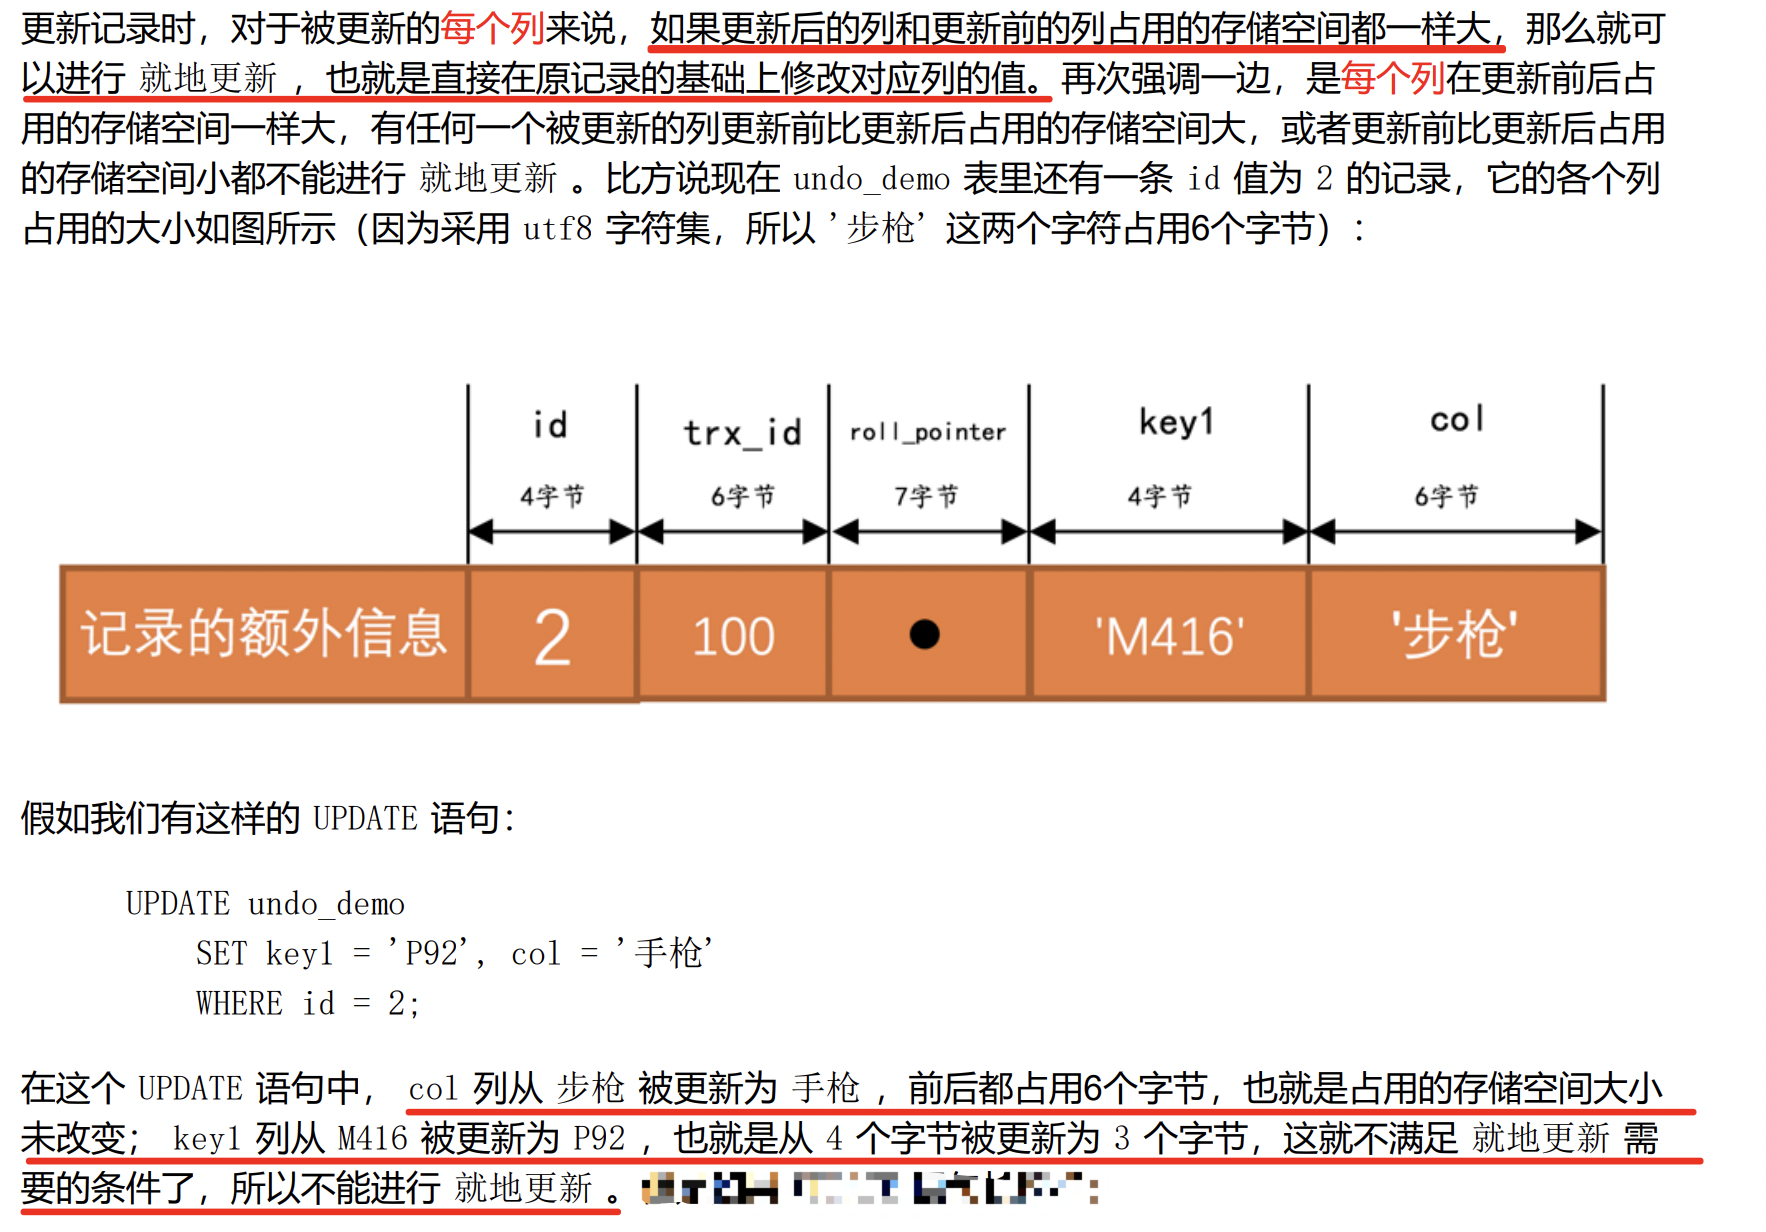 更新记录时，对于被更新的每个列来说，如果更新后的列和更新前的列占用的存储空间都一样大，那么就可
以进行 就地更新 ，也就是直接在原记录的基础上修改对应列的值。再次强调一边，是每个列在更新前后占
用的存储空间一样大，有任何一个被更新的列更新前比更新后占用的存储空间大，或者更新前比更新后占用
的存储空间小都不能进行 就地更新 。比方说现在 undo_demo 表里还有一条 id 值为 2 的记录，它的各个列
占用的大小如图所示（因为采用 utf8 字符集，所以 '步枪' 这两个字符占用6个字节）：
id trx_id roll_pointer key1 col
4字节 6字节 7字节 4字节 6字节
记录的额外信息 2 100 'M416' '步枪'
假如我们有这样的 UPDATE 语句：
UPDATE undo_demo
SET key1 = 'P92', col = '手枪'
WHERE id = 2;
在这个 UPDATE 语句中， col 列从 步枪 被更新为 手枪 ，前后都占用6个字节，也就是占用的存储空间大小
未改变； key1 列从 M416 被更新为 P92 ，也就是从 4 个字节被更新为 3 个字节，这就不满足 就地更新 需
要的条件了，所以不能进行 就地更新 。